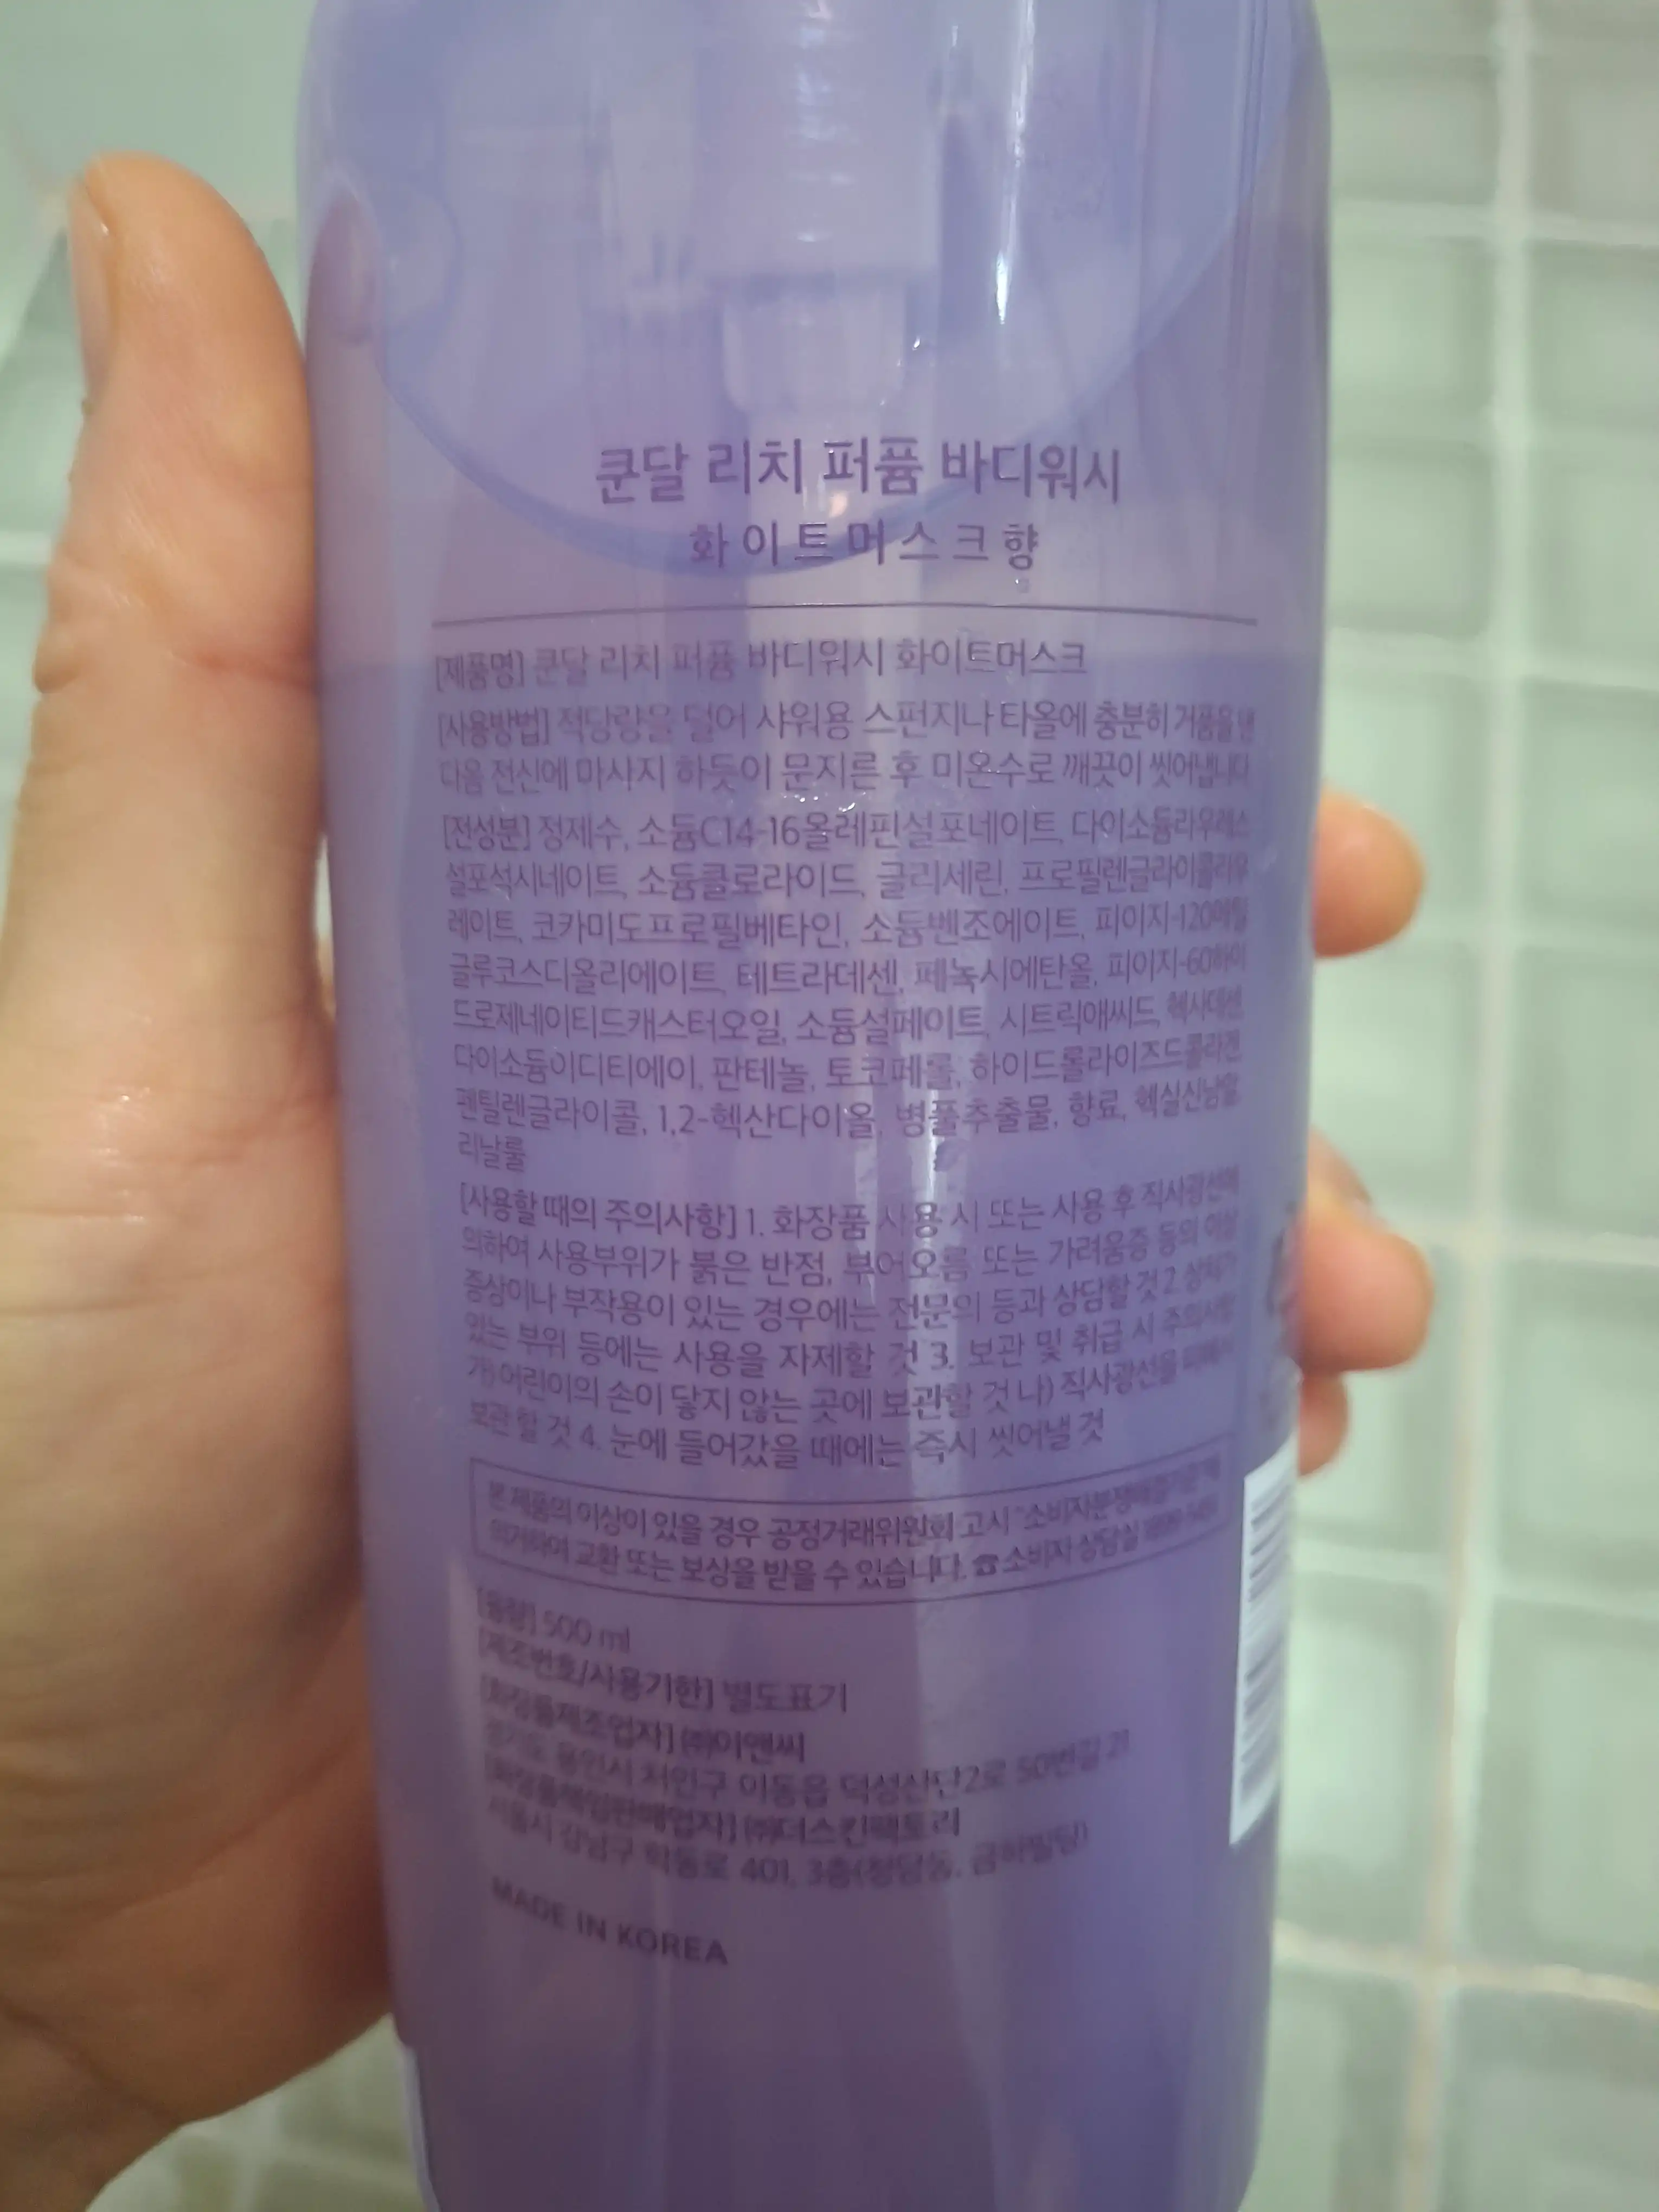 쿤달 리치 퍼퓸 바디워시
화이트머스크향
[제품명] 쿤달 리치 퍼퓸 바디워시 화이트머스크
[사용방법] 적당량을 덜어 샤워용 스펀지나 타올에 충분히 거품을 낸
다음 전신에 마사지 하듯이 문지른 후 미온수로 깨끗이 씻어냅니다
[전성분] 정제수, 소듐C14-16올레핀설포네이트, 다이소듐라우레스
설포석시네이트, 소듐클로라이드, 글리세린, 프로필렌글라이콜라우
레이트, 코카미도프로필베타인, 소듐벤조에이트, 피이지-120메틸
글루코스디올리에이트, 테트라데센, 페녹시에탄올, 피이지-60하이
드로제네이티드캐스터오일, 소듐설페이트, 시트릭애씨드, 헥사데센,
다이소듐이디티에이, 판테놀, 토코페롤, 하이드롤라이즈드콜라겐,
펜틸렌글라이콜, 1,2-헥산다이올, 병풀추출물, 향료, 헥실신남알,
리날룰
[사용할 때의 주의사항] 1. 화장품 사용 시 또는 사용 후 직사광선에
의하여 사용부위가 붉은 반점, 부어오름 또는 가려움증 등의 이상
증상이나 부작용이 있는 경우에는 전문의 등과 상담할 것 2. 상처가
있는 부위 등에는 사용을 자제할 것 3. 보관 및 취급 시 주의사항
가) 어린이의 손이 닿지 않는 곳에 보관할 것 나) 직사광선을 피해서
보관 할 것 4. 눈에 들어갔을 때에는 즉시 씻어낼 것
본 제품의 이상이 있을 경우 공정거래위원회 고시
의거하여 교환 또는 보상을 받을 수 있습니다. ☎소비자 상담실
[용량] 500 ml
[제조번호/사용기한] 별도표기
[화장품제조업자] ㈜이앤씨
경기도 용인시 처인구 이동읍 덕성산단2로 50번길 21
[화장품책임판매업자] ㈜더스킨팩토리
서울시 강남구 학동로 401, 3층(청담동, 금하빌딩)
MADE IN KOREA